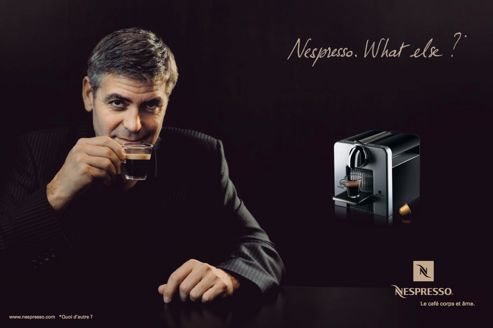 Nespresso. What else ?*
N
NESPRESSO.
Le café corps et âme.
www.nespresso.com *Quoi d'autre ?